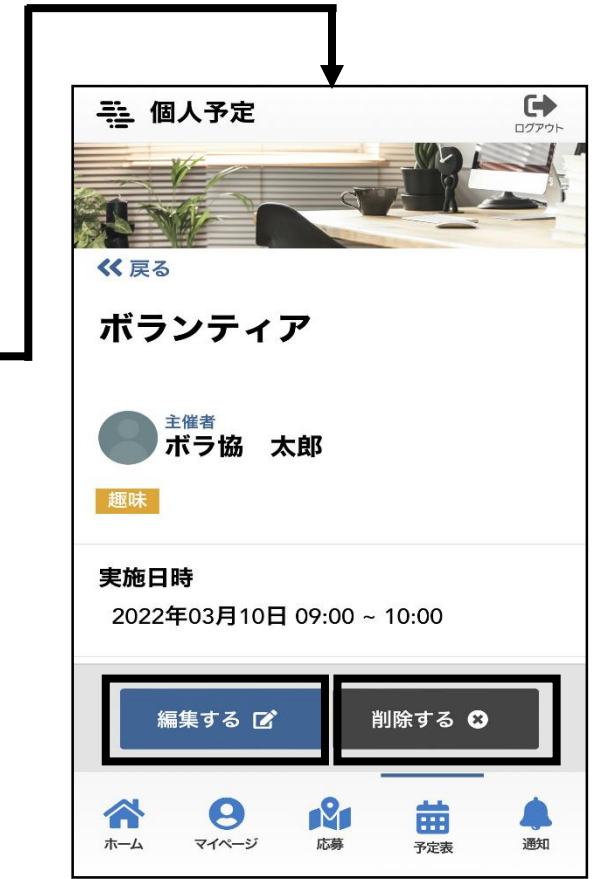 個人予定
ログアウト
戻る
ボランティア
主催者
ボラ協　太郎
趣味
実施日時
2022年03月10日 09:00 ~ 10:00
編集する
削除する
ホーム
マイページ
応募
予定表
通知